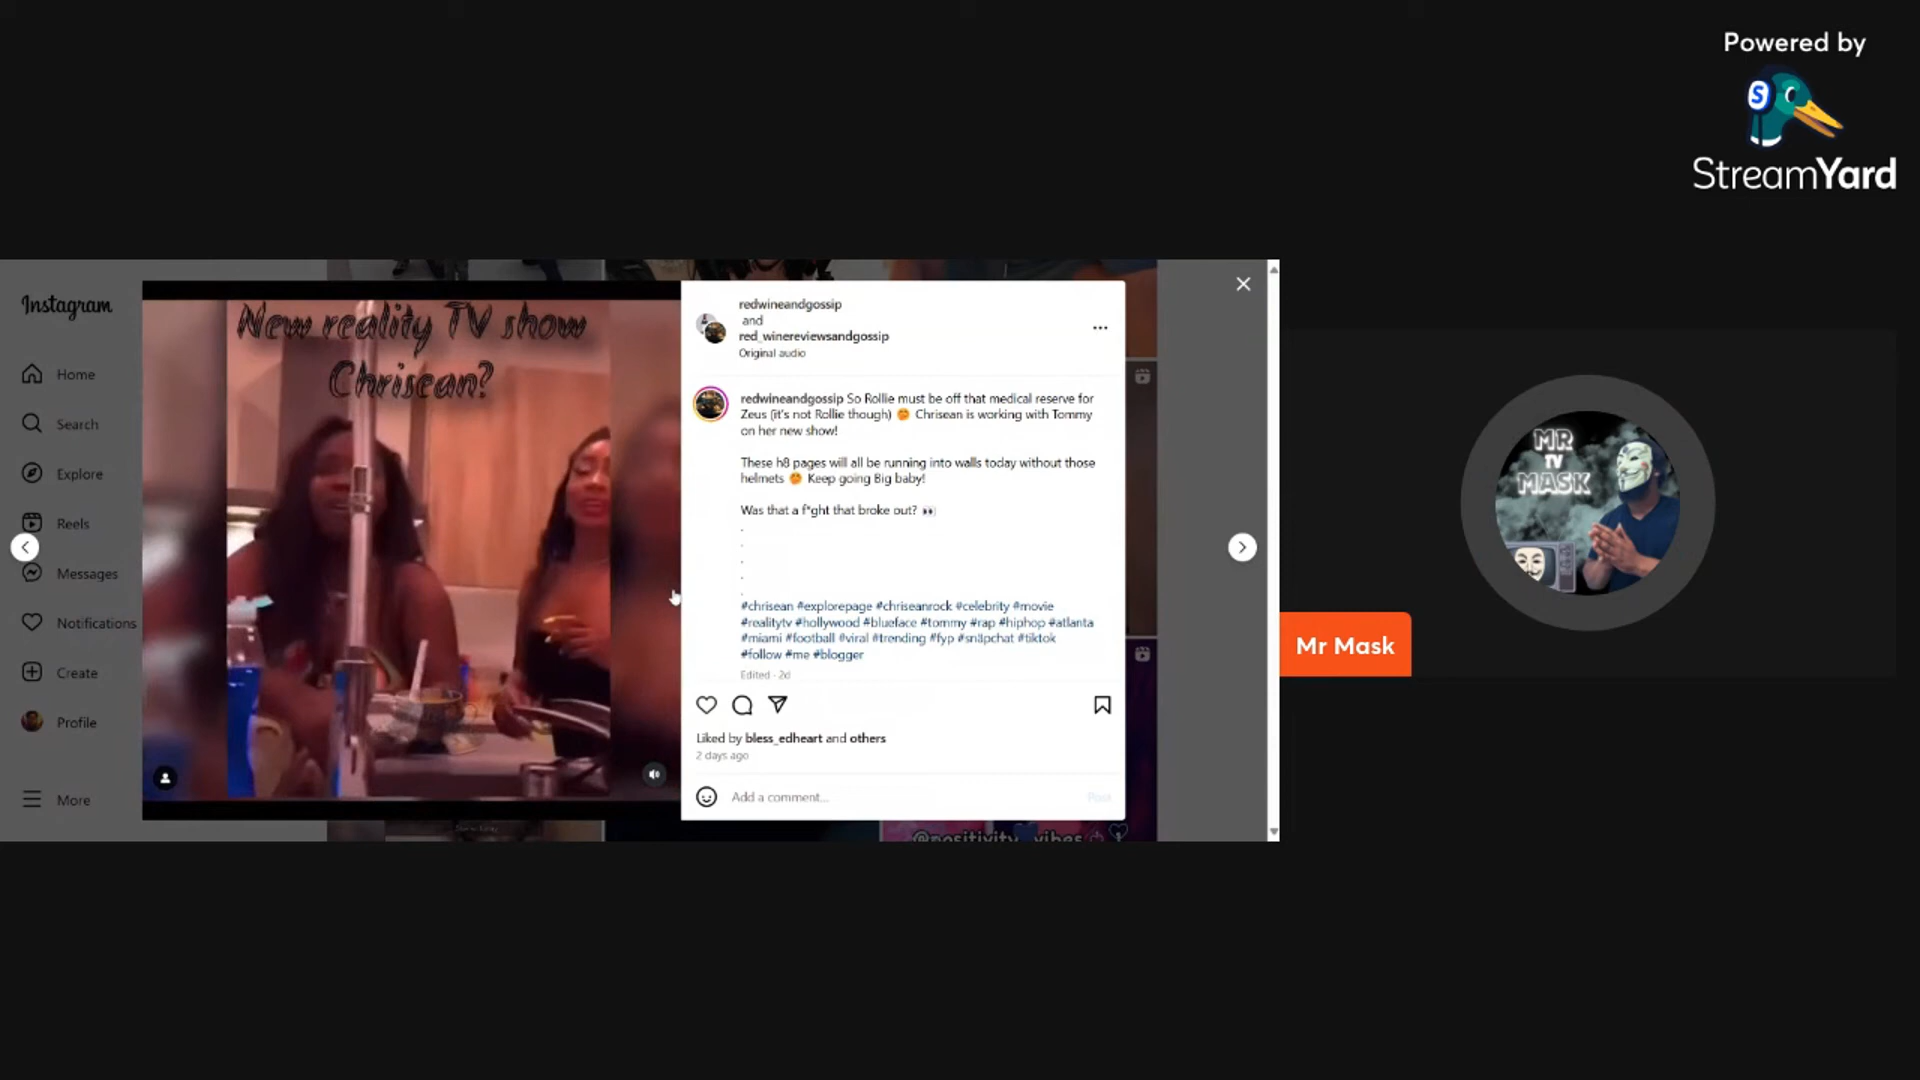 Powered by
StreamYard
Instagram
Home
Search
Explore
Reels
Messages
Notifications
Create
Profile
More
New reality TV show
Chrisean?
redwineandgossip
and
red_winereviewsandgossip
Original audio
redwineandgossip So Rollie must be off that medical reserve for
Zeus (it's not Rollie though) 🤭 Chrisean is working with Tommy
on her new show!
These h8 pages will all be running into walls today without those
helmets 🤭 Keep going Big baby!
Was that a f*ght that broke out? 👀
.
.
.
.
.
#chrisean #explorepage #chriseanrock #celebrity #movie
#realitytv #hollywood #blueface #tommy #rap #hiphop #atlanta
#miami #football #viral #trending #fyp #snapchat #tiktok
#follow #me #blogger
Edited · 2d
Liked by bless_edheart and others
2 days ago
Add a comment...
Post
@positivity_vibes
MR
TV
MASK
Mr Mask